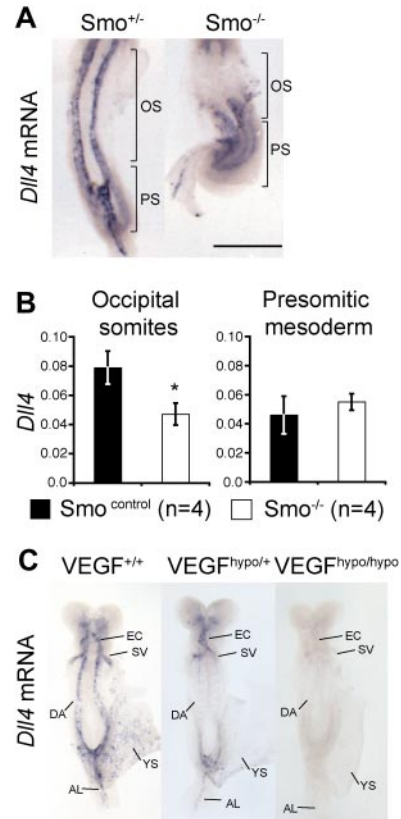 A
Smo+/-
Smo-/-
Dll4 mRNA
OS
OS
PS
PS
B
Occipital somites
Presomitic mesoderm
Dll4
0.10
0.08
0.06
0.04
0.02
0.0
*
0.10
0.08
0.06
0.04
0.02
0.0
Smo control (n=4)
Smo-/- (n=4)
C
VEGF+/+
VEGFhypo/+
VEGFhypo/hypo
Dll4 mRNA
EC
SV
DA
YS
AL
EC
SV
DA
YS
AL
EC
SV
DA
YS
AL